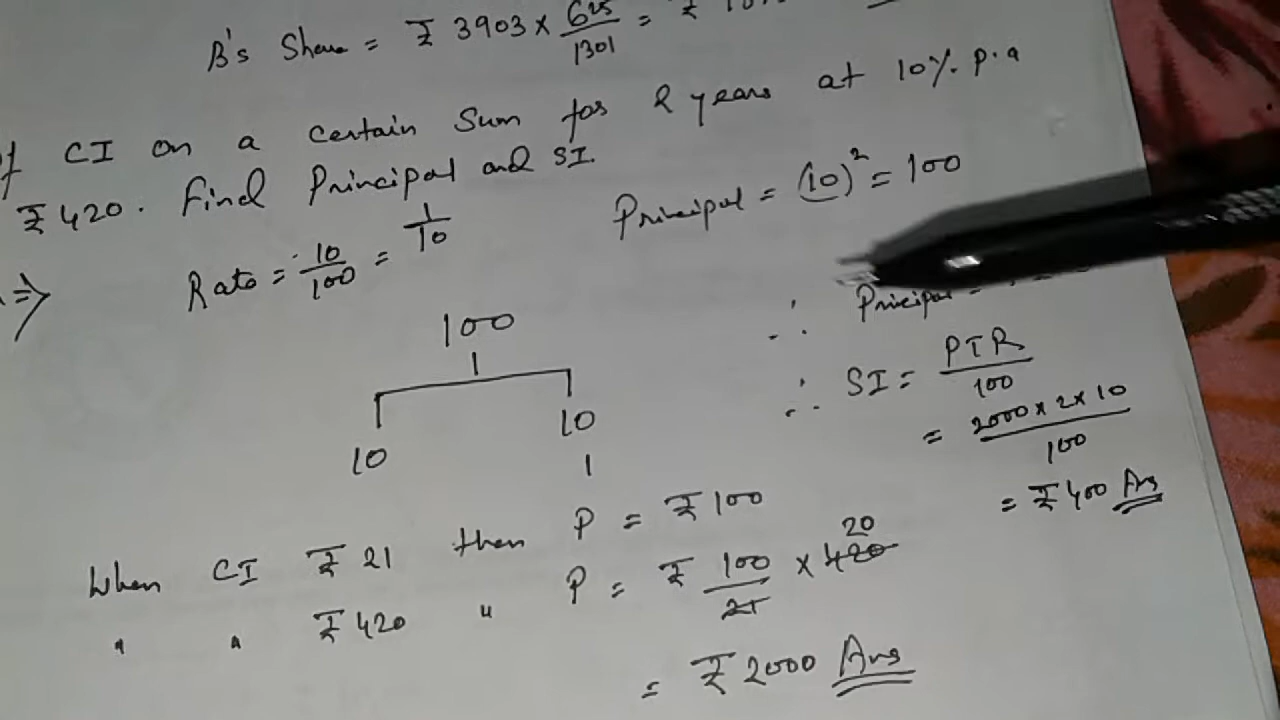 B's Share = ₹ 3903 × 625/1301 = ₹
If CI on a certain sum for 2 years at 10% p.a
₹ 420. Find Principal and SI.
⇒ Rate = 10/100 = 1/10
Principal = (10)² = 100
100
10 10
1
∴ Principal =
∴ SI = PTR/100
= 2000 × 2 × 10/100
= ₹ 400 Ans
When CI ₹ 21 then P = ₹ 100
" " ₹ 420 " P = ₹ 100/21 × 420 20
= ₹ 2000 Ans